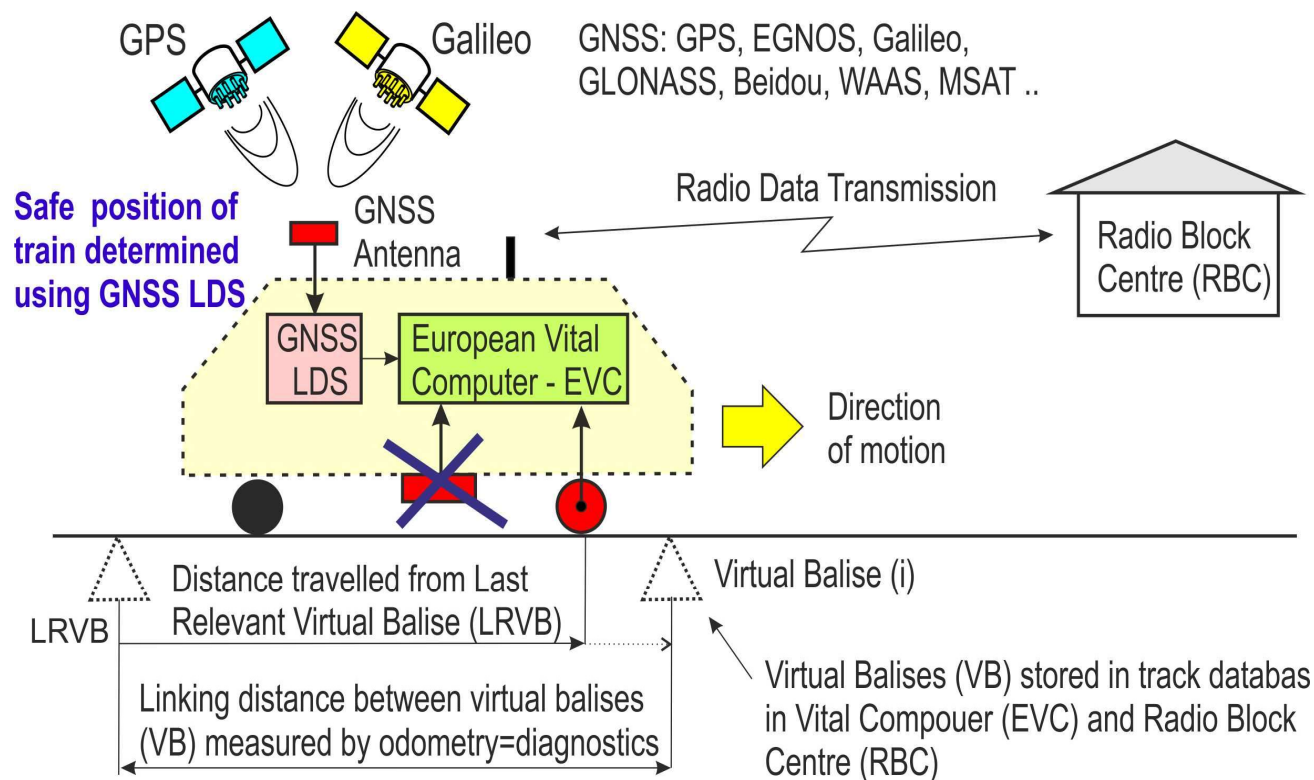 GPS
Galileo
GNSS: GPS, EGNOS, Galileo,
GLONASS, Beidou, WAAS, MSAT ..
Safe position of
train determined
using GNSS LDS
GNSS
Antenna
Radio Data Transmission
Radio Block
Centre (RBC)
GNSS
LDS
European Vital
Computer - EVC
Direction
of motion
Distance travelled from Last
Relevant Virtual Balise (LRVB)
Virtual Balise (i)
LRVB
Linking distance between virtual balises
(VB) measured by odometry=diagnostics
Virtual Balises (VB) stored in track databas
in Vital Compouer (EVC) and Radio Block
Centre (RBC)